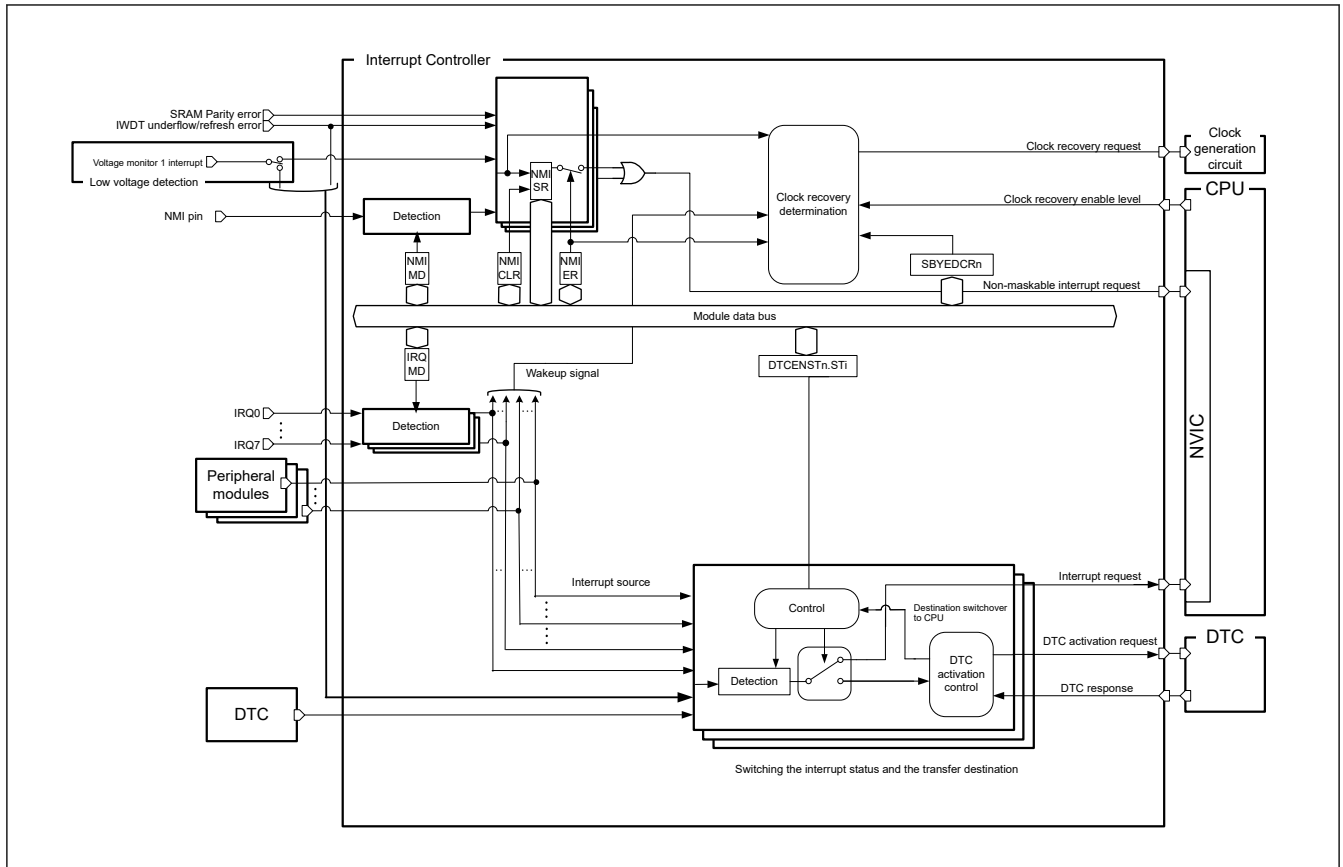 Interrupt Controller
SRAM Parity error
IWDT underflow/refresh error
Voltage monitor 1 interrupt
Low voltage detection
NMI pin
Detection
NMI
SR
NMI
MD
NMI
CLR
NMI
ER
Clock recovery
determination
SBYEDCRn
Clock recovery request
Clock recovery enable level
Non-maskable interrupt request
Clock
generation
circuit
CPU
NVIC
Module data bus
IRQ
MD
Wakeup signal
DTCENSTn.STi
IRQ0
IRQ7
Detection
Peripheral
modules
Interrupt source
Control
Destination switchover
to CPU
Detection
DTC
activation
control
Interrupt request
DTC activation request
DTC response
DTC
DTC
Switching the interrupt status and the transfer destination